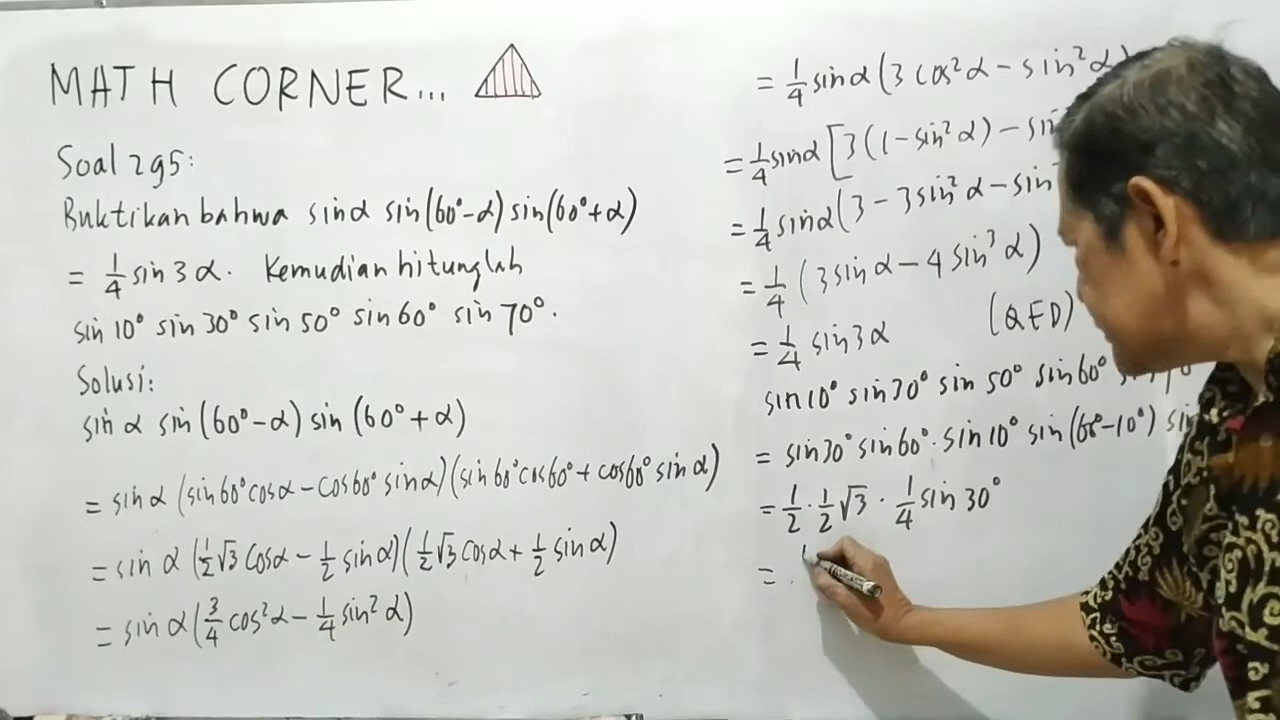 MATH CORNER...
Soal 295:
Buktikan bahwa sinα sin(60°-α) sin(60°+α)
= 1/4 sin 3α. Kemudian hitunglah
sin 10° sin 30° sin 50° sin 60° sin 70°.
Solusi:
sin α sin(60°-α) sin (60°+α)
= sin α (sin 60° cos α - cos 60° sin α)(sin 60° cos 60° + cos 60° sin α)
= sin α (1/2 √3 cos α - 1/2 sin α)(1/2 √3 cos α + 1/2 sin α)
= sin α (3/4 cos² α - 1/4 sin² α)
= 1/4 sin α (3 cos² α - sin² α)
= 1/4 sin α [3(1 - sin² α) -
= 1/4 sin α (3 - 3 sin² α -
= 1/4 (3 sin α - 4 sin³ α)
= 1/4 sin 3α (QED)
sin 10° sin 30° sin 50° sin 60°
= sin 30° sin 60° · sin 10° sin (60°-10°)
= 1/2 · 1/2 √3 · 1/4 sin 30°
=